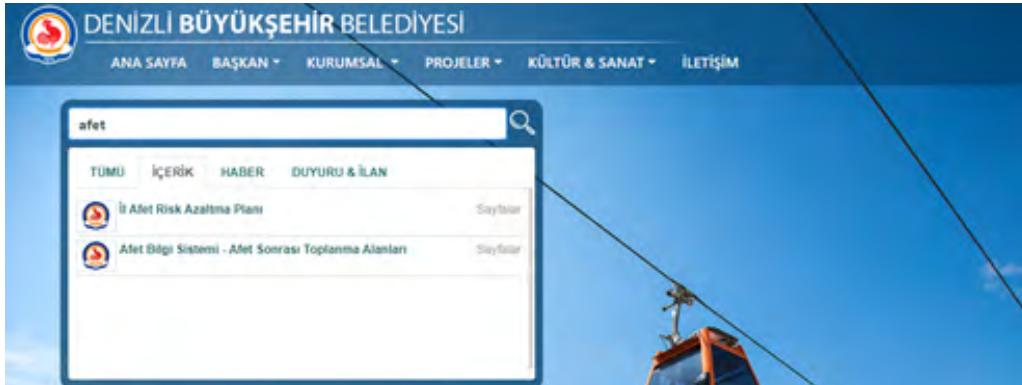 DENİZLİ BÜYÜKŞEHİR BELEDİYESİ
ANA SAYFA BAŞKAN KURUMSAL PROJELER KÜLTÜR & SANAT İLETİŞİM
afet
TÜMÜ İÇERİK HABER DUYURU & İLAN
İl Afet Risk Azaltma Planı Sayfalar
Afet Bilgi Sistemi - Afet Sonrası Toplanma Alanları Sayfalar